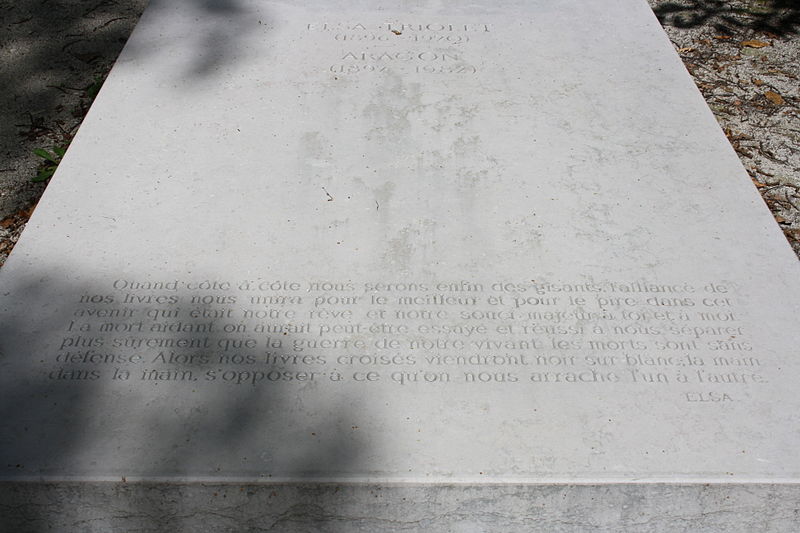 ELSA TRIOLET
(1896 - 1970)
ARAGON
(1897 - 1982)
Quand côte à côte nous serons enfin des gisants, l'alliance de
nos livres nous unira pour le meilleur et pour le pire dans cet
avenir qui était notre rêve et notre souci majeur, à toi et à moi.
La mort aidant, on aurait peut-être essayé et réussi à nous séparer
plus sûrement que la guerre de notre vivant, les morts sont sans
défense. Alors nos livres croisés viendront, noir sur blanc, la main
dans la main, s'opposer à ce qu'on nous arrache l'un à l'autre.
ELSA